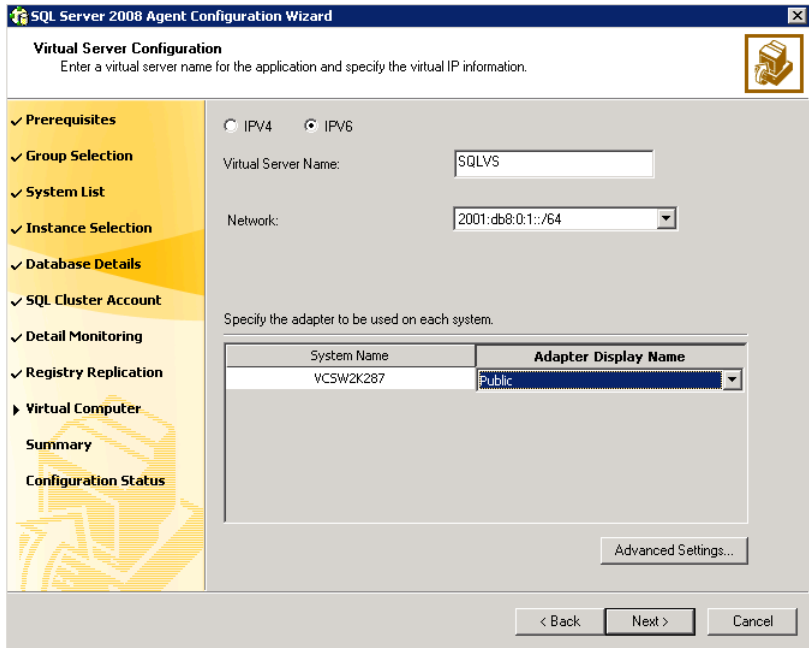 SQL Server 2008 Agent Configuration Wizard
Virtual Server Configuration
Enter a virtual server name for the application and specify the virtual IP information.
Prerequisites
Group Selection
System List
Instance Selection
Database Details
SQL Cluster Account
Detail Monitoring
Registry Replication
Virtual Computer
Summary
Configuration Status
IPV4 IPV6
Virtual Server Name: SQLVS
Network: 2001:db8:0:1::/64
Specify the adapter to be used on each system.
System Name Adapter Display Name
VCSW2K287 Public
Advanced Settings...
< Back Next > Cancel